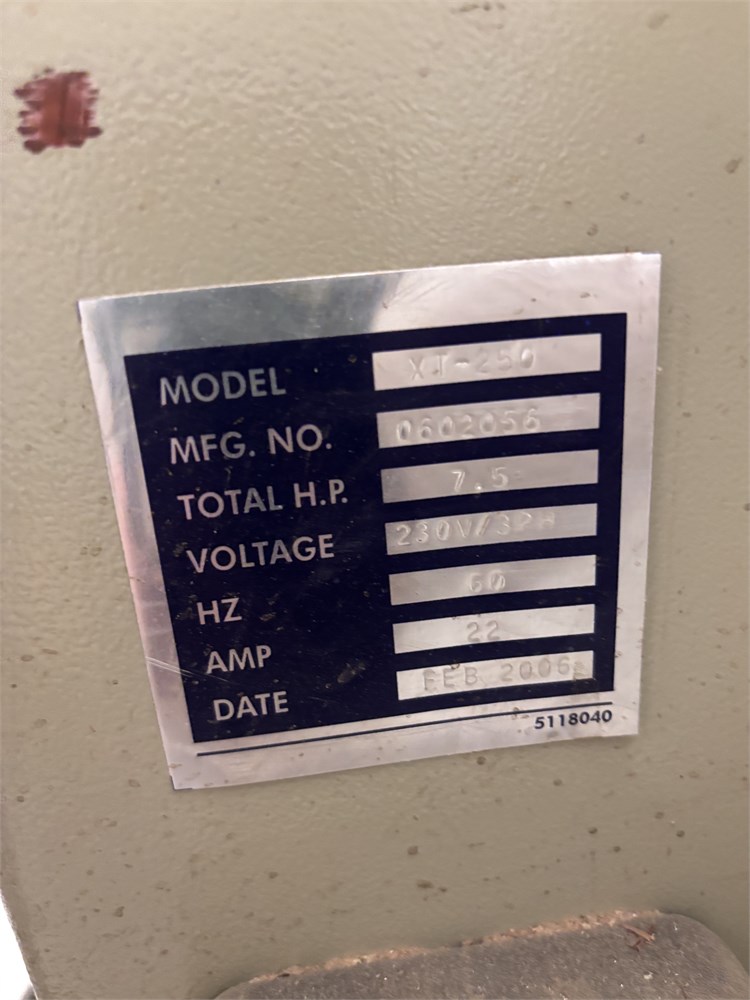 MODEL XT-250
MFG. NO. 0602056
TOTAL H.P. 7.5
VOLTAGE 230V/3PH
HZ 60
AMP 22
DATE FEB 2006
5118040